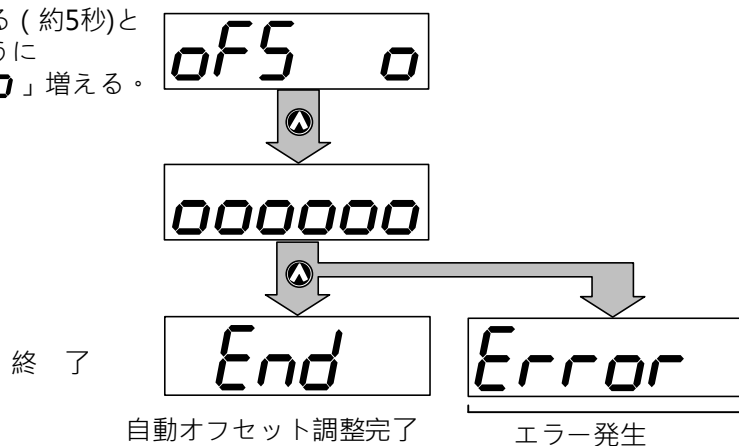 る ( 約5秒)と
うに
o 」増える。
oFS o
oooooo
End
Error
終 了
自動オフセット調整完了
エラー発生